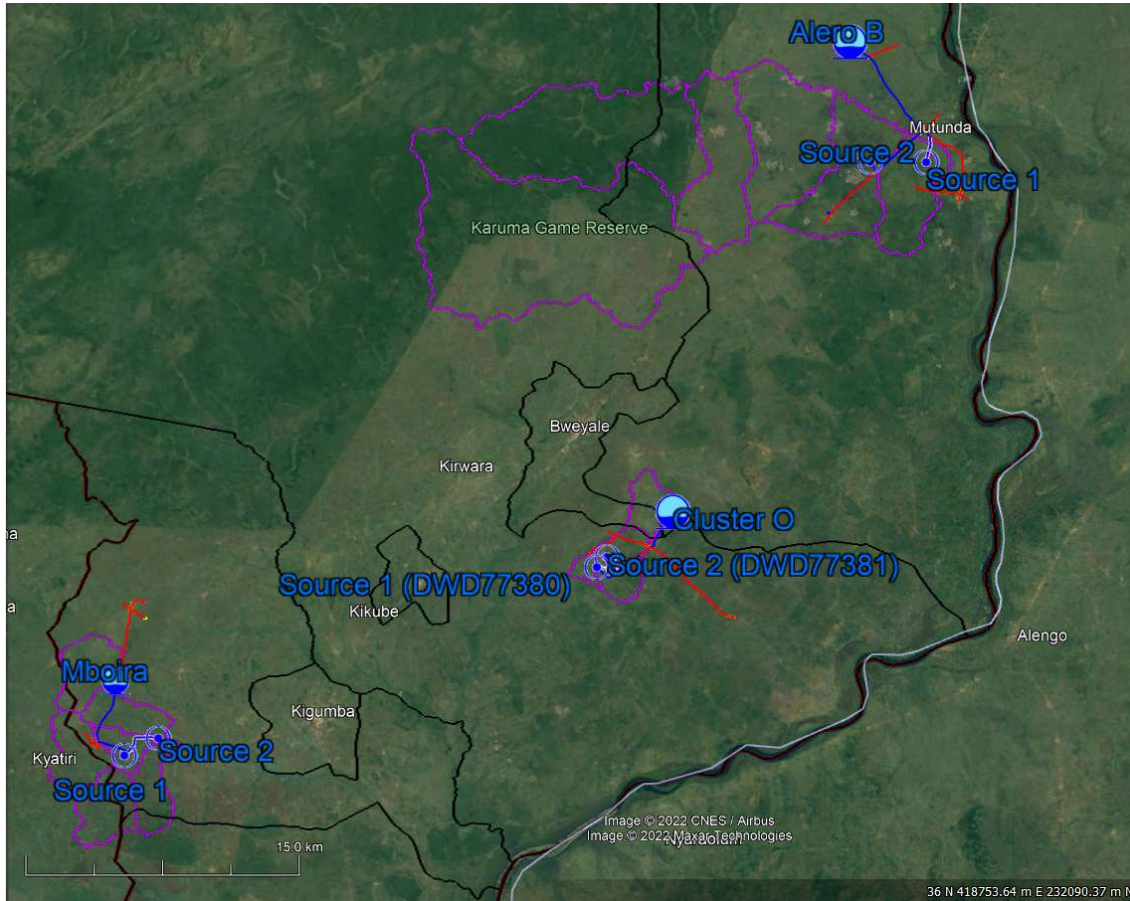 Alero B
Mutunda
Source 2
Source 1
Karuma Game Reserve
Bweyale
Kirwara
Cluster O
Source 2 (DWD77381)
Source 1 (DWD77380)
Kikube
Alengo
Mboira
Kigumba
Source 2
Kyatiri
Source 1
Image © 2022 CNES / Airbus
Image © 2022 Maxar Technologies
15.0 km
36 N 418753.64 m E 232090.37 m N